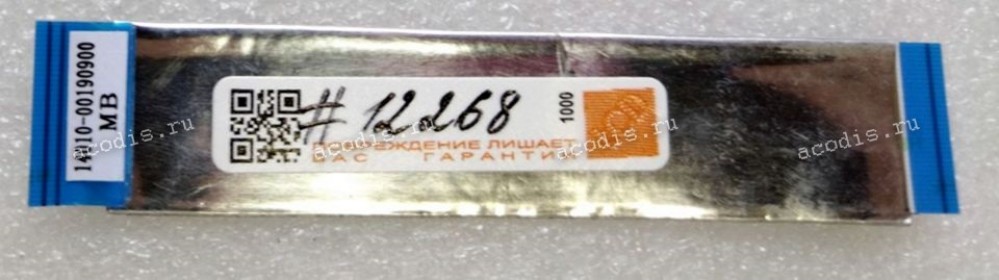 14010-00190900
MB
#12268
1000
ПОВРЕЖДЕНИЕ ЛИШАЕТ
ВАС ГАРАНТИИ
acodis.ru
acodis.ru
acodis.ru